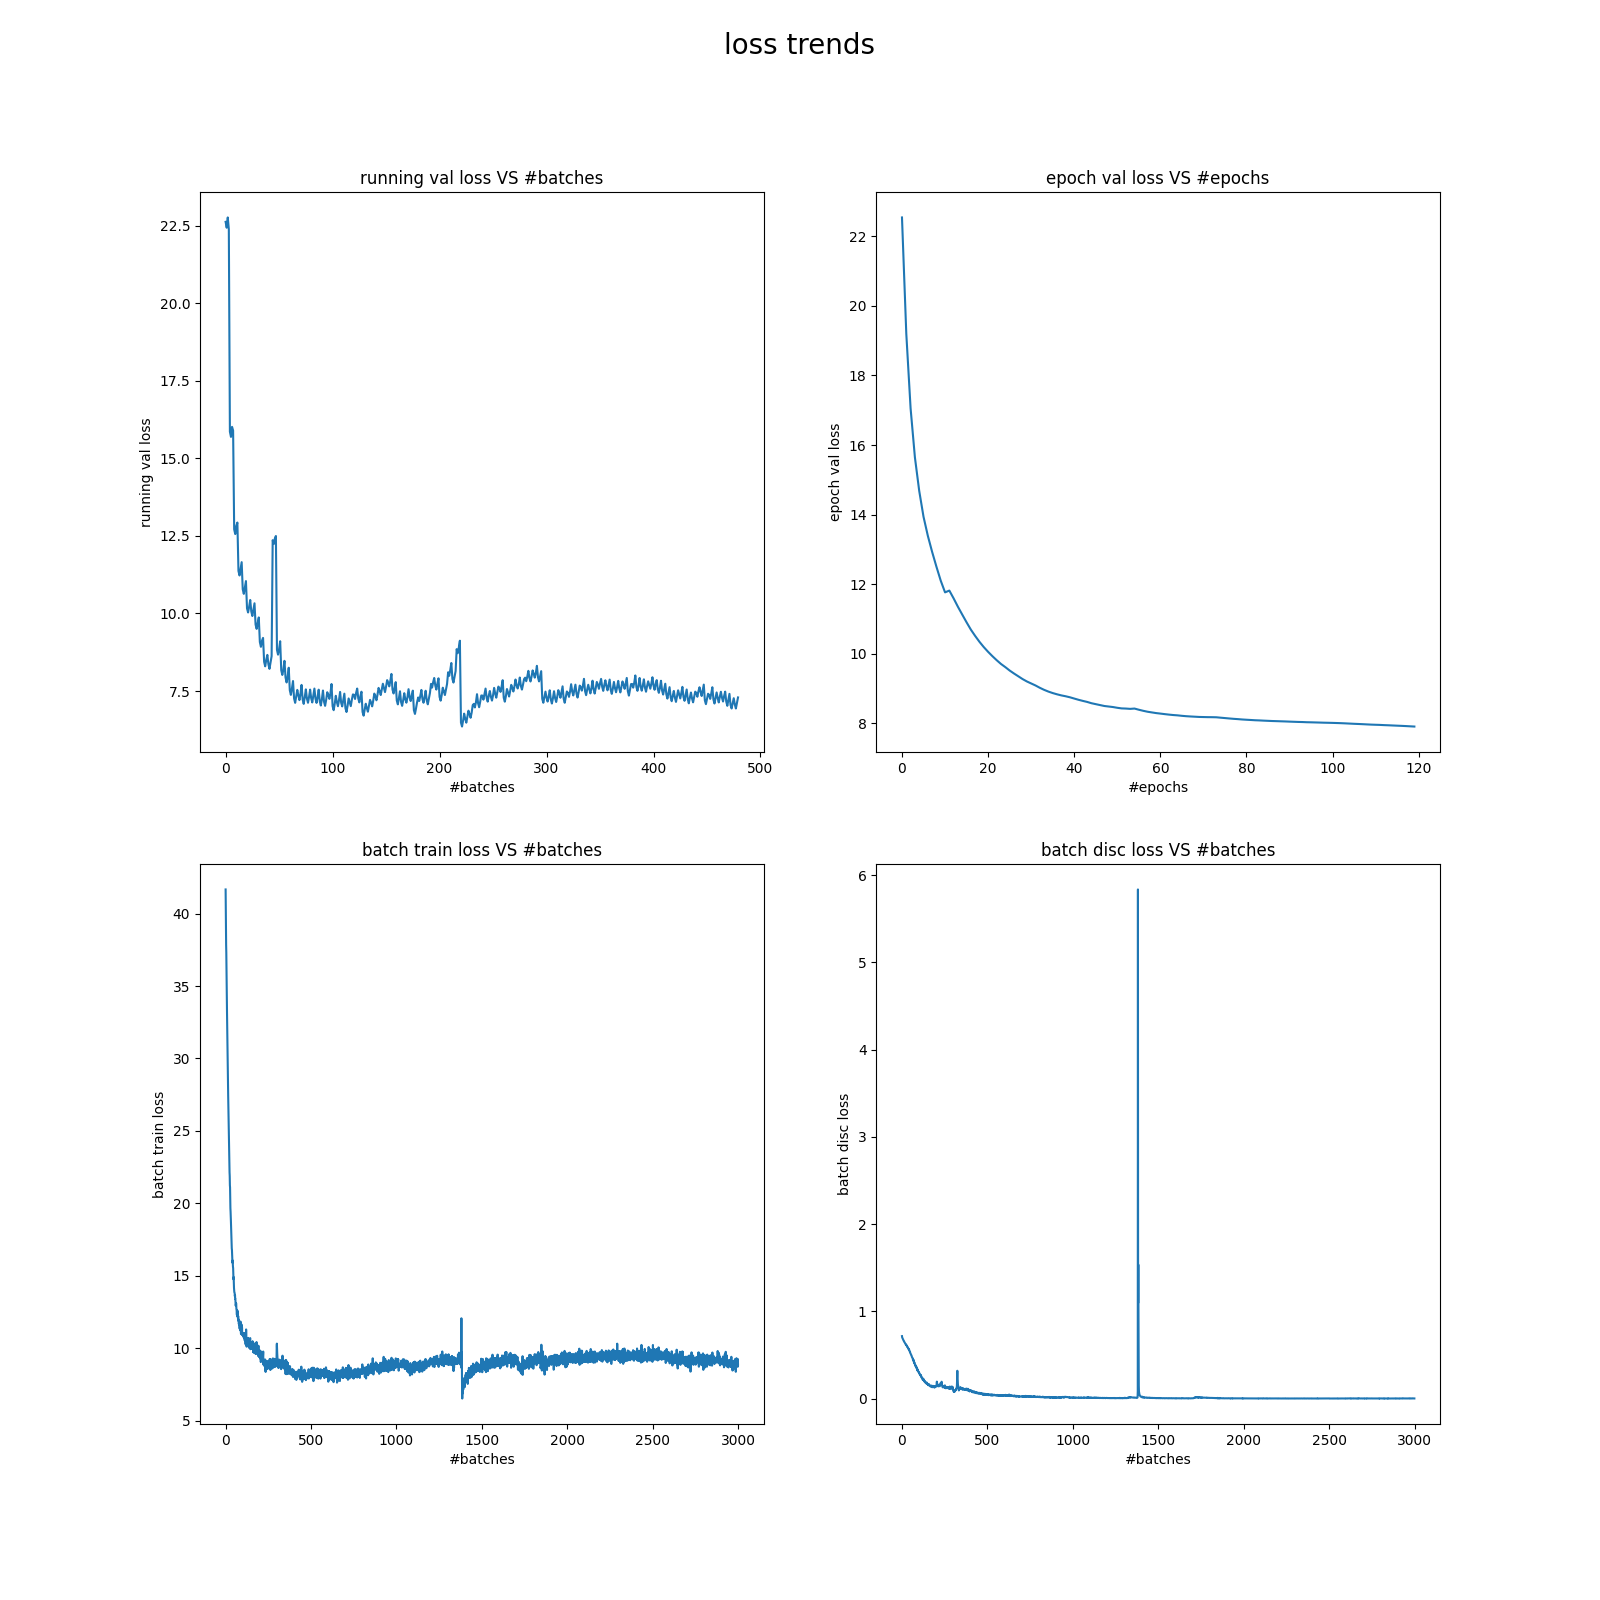 loss trends
running val loss VS #batches
22.5
20.0
17.5
15.0
12.5
10.0
7.5
running val loss
0 100 200 300 400 500
#batches
epoch val loss VS #epochs
22
20
18
16
14
12
10
8
epoch val loss
0 20 40 60 80 100 120
#epochs
batch train loss VS #batches
40
35
30
25
20
15
10
5
batch train loss
0 500 1000 1500 2000 2500 3000
#batches
batch disc loss VS #batches
6
5
4
3
2
1
0
batch disc loss
0 500 1000 1500 2000 2500 3000
#batches